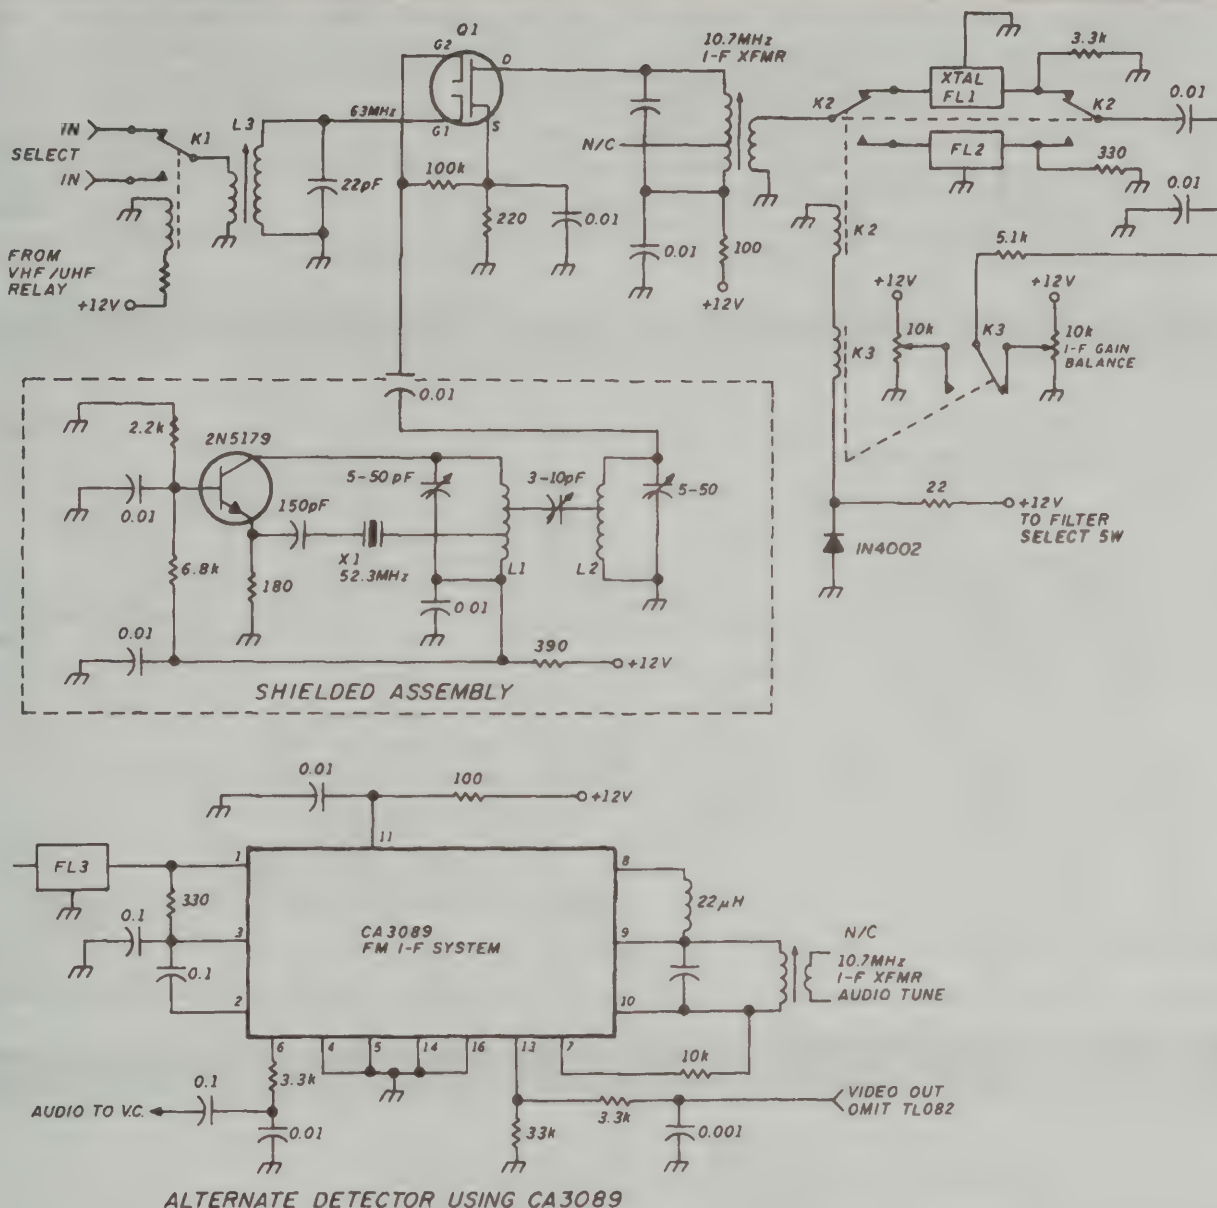 Q1
G2
D
G1
S
63MHz
10.7MHz
I-F XFMR
N/C
XTAL
FL1
FL2
3.3k
330
K2
K2
0.01
0.01
IN
SELECT
IN
K1
L3
22pF
100k
220
0.01
0.01
100
+12V
FROM
VHF/UHF
RELAY
+12V
K2
5.1k
+12V
10k
K3
K3
+12V
10k
I-F GAIN
BALANCE
0.01
2.2k
2N5179
0.01
150pF
5-50pF
3-10pF
5-50
X1
52.3MHz
L1
L2
6.8k
180
0.01
0.01
390
+12V
SHIELDED ASSEMBLY
22
+12V
TO FILTER
SELECT SW
IN4002
0.01
100
+12V
11
FL3
1
330
0.1
3
0.1
2
CA3089
FM I-F SYSTEM
8
22μH
9
10
N/C
10.7MHz
I-F XFMR
AUDIO TUNE
6
4
5
14
16
13
7
3.3k
10k
0.1
AUDIO TO V.C.
0.01
33k
3.3k
0.001
VIDEO OUT
OMIT TL082
ALTERNATE DETECTOR USING CA3089